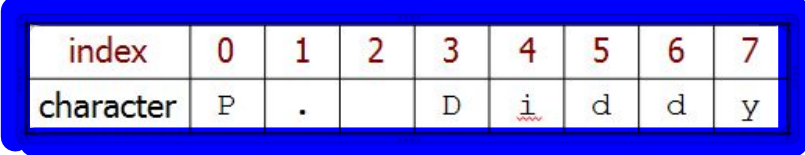 index 0 1 2 3 4 5 6 7
character P . D i d d y